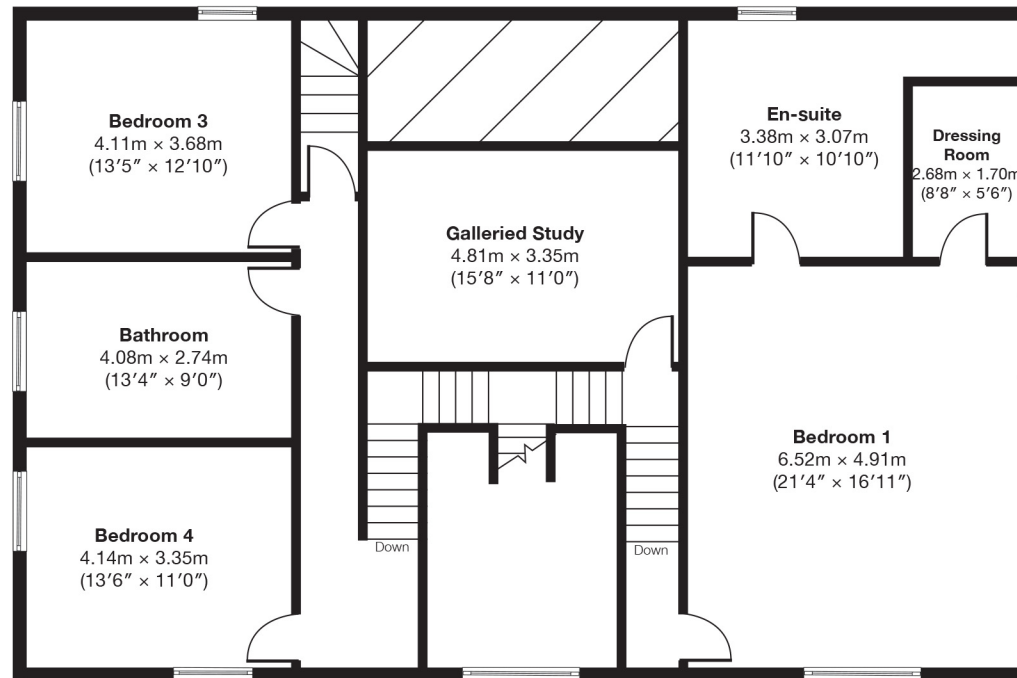 Bedroom 3
4.11m × 3.68m
(13′5″ × 12′10″)
En-suite
3.38m × 3.07m
(11′10″ × 10′10″)
Dressing
Room
2.68m × 1.70m
(8′8″ × 5′6″)
Galleried Study
4.81m × 3.35m
(15′8″ × 11′0″)
Bathroom
4.08m × 2.74m
(13′4″ × 9′0″)
Bedroom 1
6.52m × 4.91m
(21′4″ × 16′11″)
Bedroom 4
4.14m × 3.35m
(13′6″ × 11′0″)
Down
Down